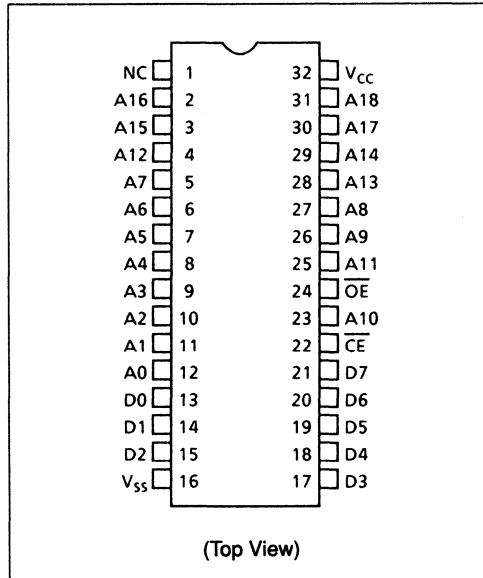 NC 1 32 VCC
A16 2 31 A18
A15 3 30 A17
A12 4 29 A14
A7 5 28 A13
A6 6 27 A8
A5 7 26 A9
A4 8 25 A11
A3 9 24 O̅E̅
A2 10 23 A10
A1 11 22 C̅E̅
A0 12 21 D7
D0 13 20 D6
D1 14 19 D5
D2 15 18 D4
VSS 16 17 D3
(Top View)